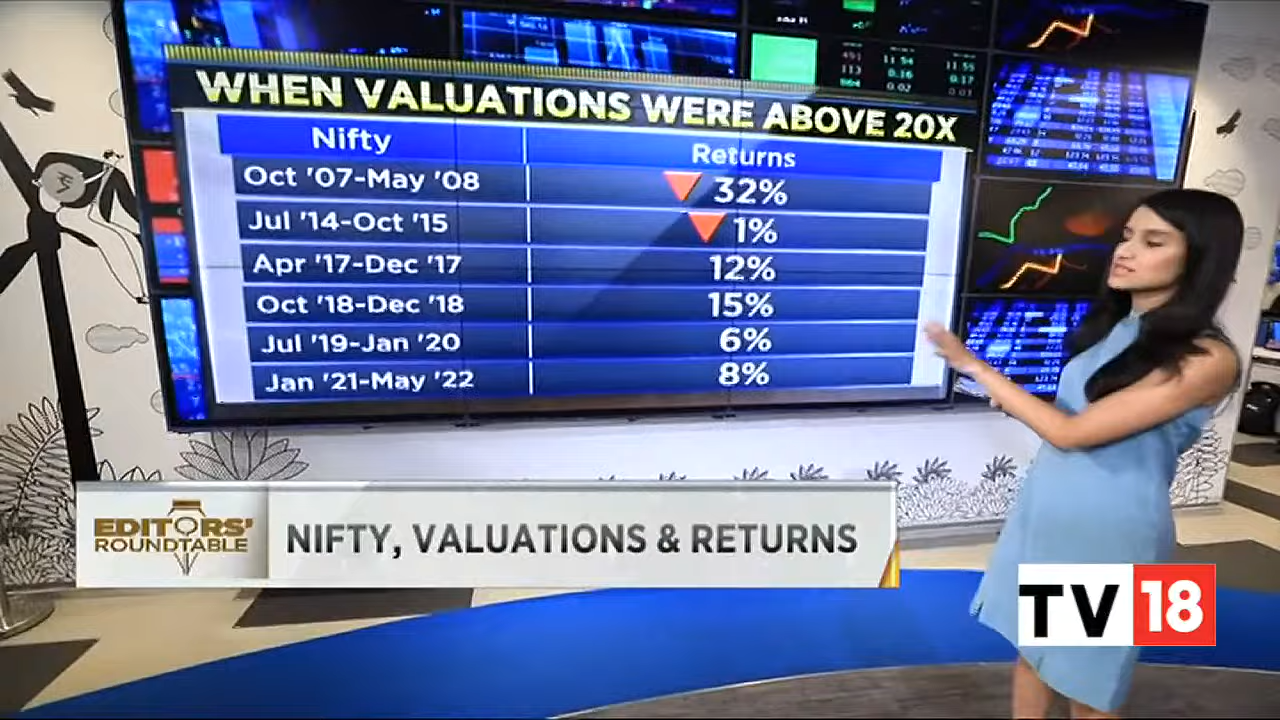 WHEN VALUATIONS WERE ABOVE 20X
Nifty Returns
Oct '07-May '08 ▼ 32%
Jul '14-Oct '15 ▼ 1%
Apr '17-Dec '17 12%
Oct '18-Dec '18 15%
Jul '19-Jan '20 6%
Jan '21-May '22 8%
EDITORS'
ROUNDTABLE
NIFTY, VALUATIONS & RETURNS
TV 18